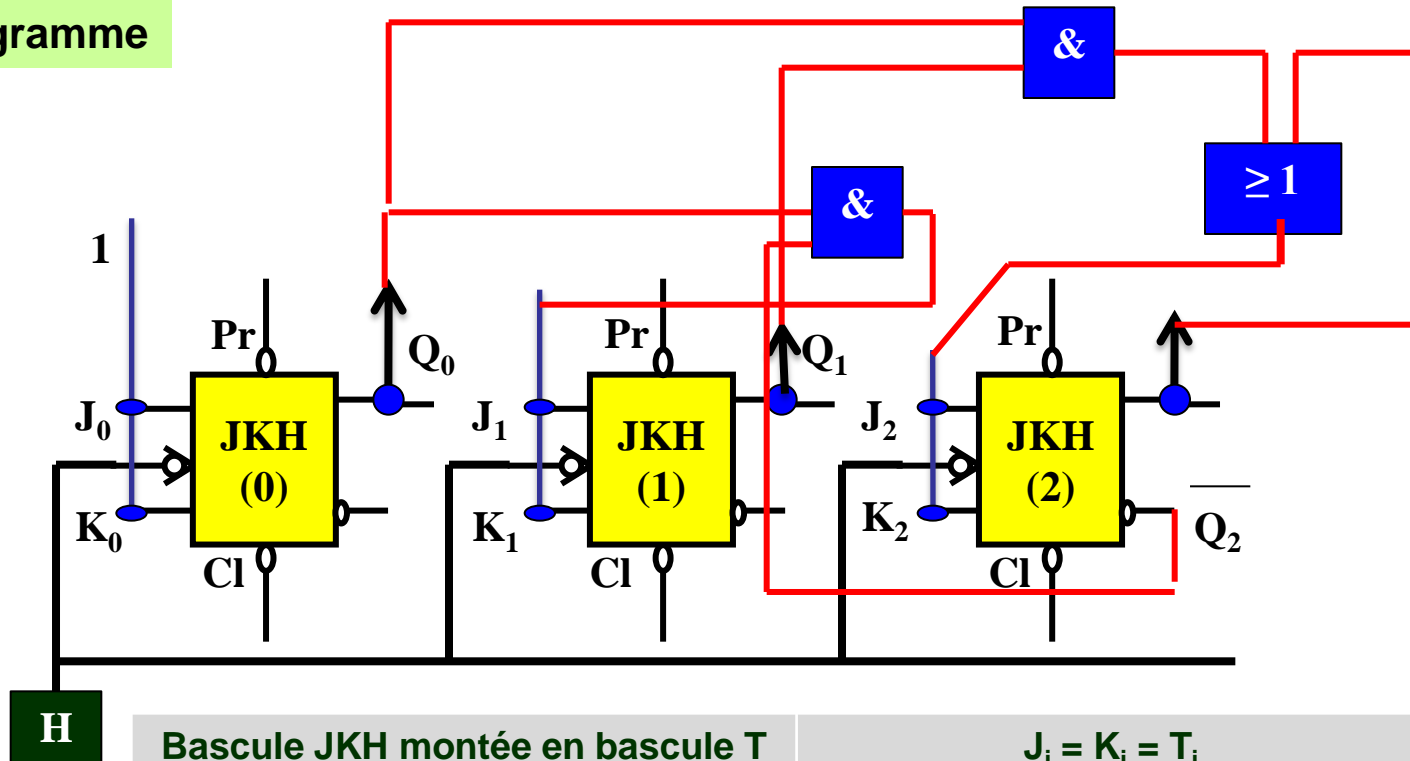 gramme
&
≥ 1
&
1
Pr
Q₀
Pr
Q₁
Pr
J₀
JKH
(0)
K₀
Cl
J₁
JKH
(1)
K₁
Cl
J₂
JKH
(2)
K₂
Cl
Q̅₂
H
Bascule JKH montée en bascule T
Jᵢ = Kᵢ = Tᵢ